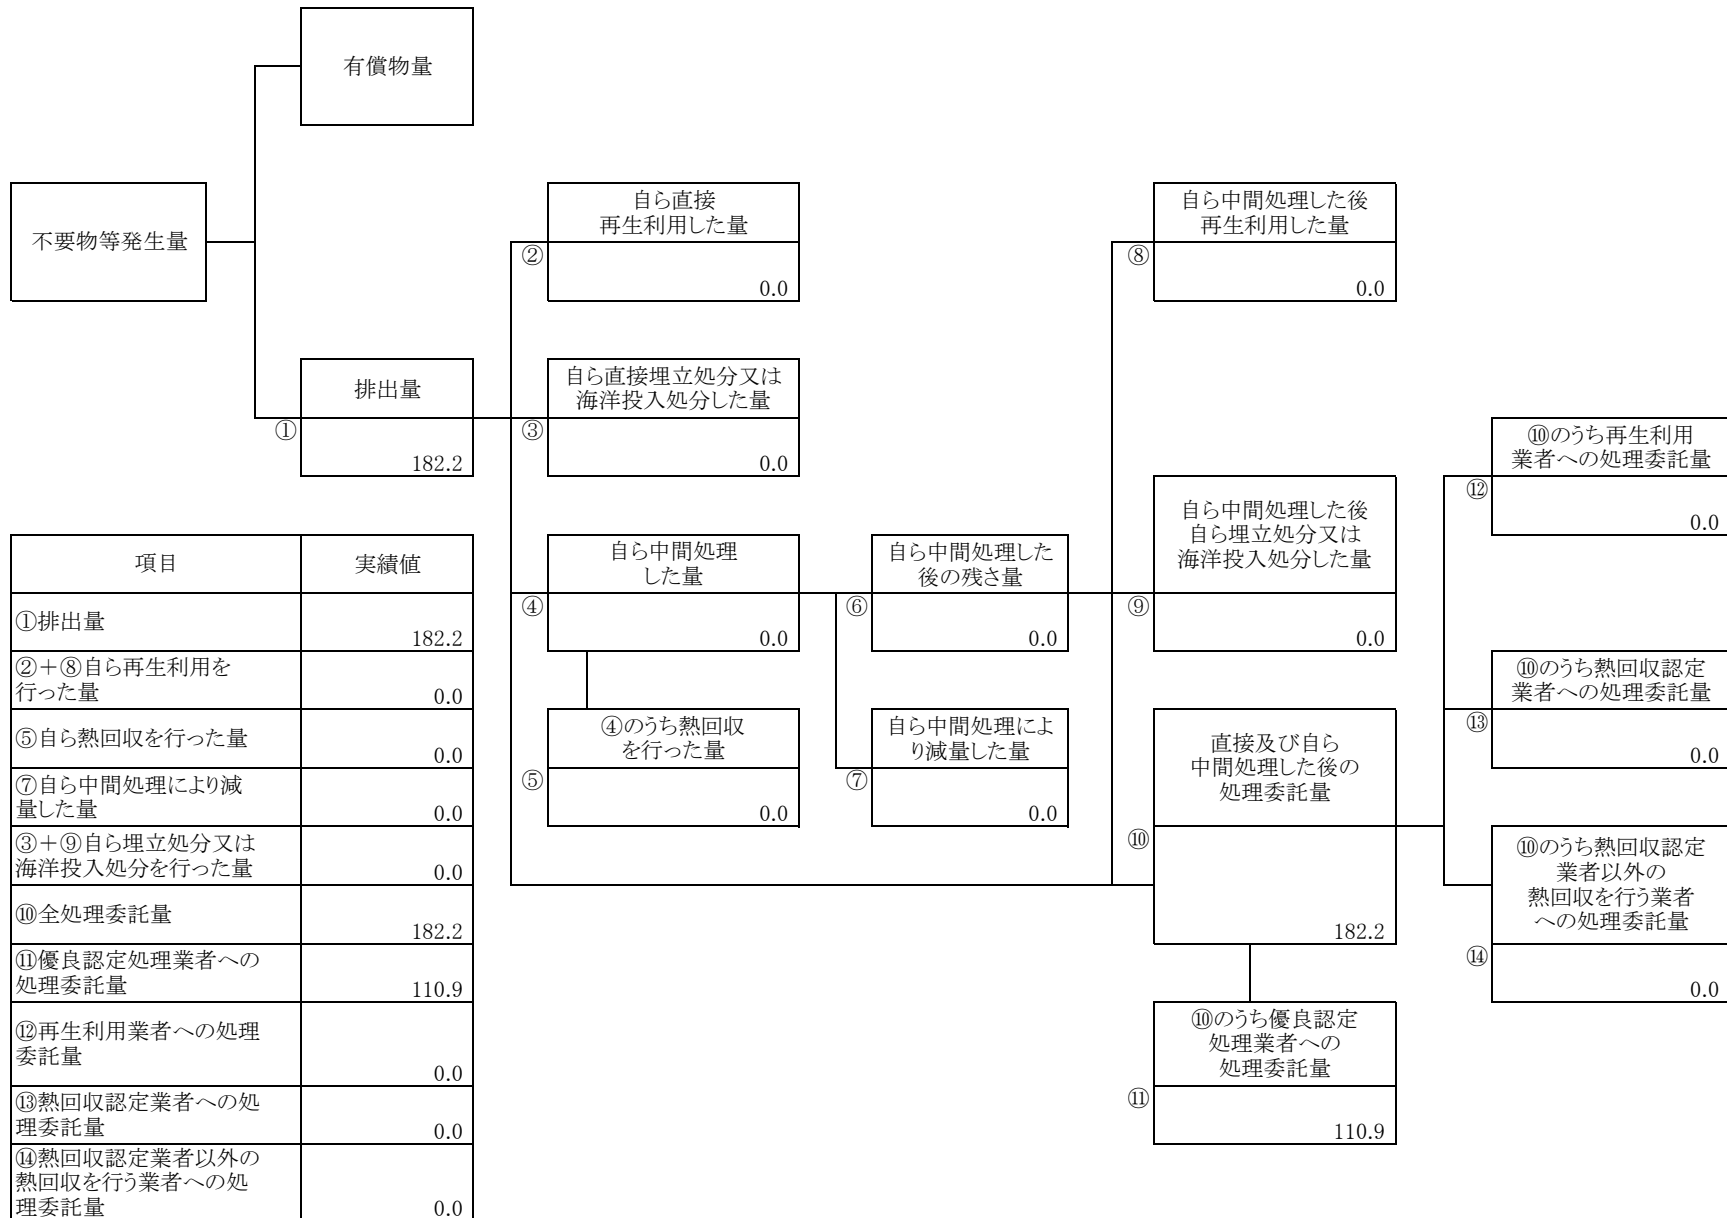 有償物量
不要物等発生量
自ら直接
再生利用した量
②
0.0
自ら中間処理した後
再生利用した量
⑧
0.0
排出量
①
182.2
自ら直接埋立処分又は
海洋投入処分した量
③
0.0
⑩のうち再生利用
業者への処理委託量
⑫
0.0
自ら中間処理
した量
④
0.0
自ら中間処理した
後の残さ量
⑥
0.0
自ら中間処理した後
自ら埋立処分又は
海洋投入処分した量
⑨
0.0
⑩のうち熱回収認定
業者への処理委託量
⑬
0.0
④のうち熱回収
を行った量
⑤
0.0
自ら中間処理によ
り減量した量
⑦
0.0
直接及び自ら
中間処理した後の
処理委託量
⑩
182.2
⑩のうち熱回収認定
業者以外の
熱回収を行う業者
への処理委託量
⑭
0.0
⑩のうち優良認定
処理業者への
処理委託量
⑪
110.9
項目 実績値
①排出量
182.2
②+⑧自ら再生利用を
行った量
0.0
⑤自ら熱回収を行った量
0.0
⑦自ら中間処理により減
量した量
0.0
③+⑨自ら埋立処分又は
海洋投入処分を行った量
0.0
⑩全処理委託量
182.2
⑪優良認定処理業者への
処理委託量
110.9
⑫再生利用業者への処理
委託量
0.0
⑬熱回収認定業者への処
理委託量
0.0
⑭熱回収認定業者以外の
熱回収を行う業者への処
理委託量
0.0